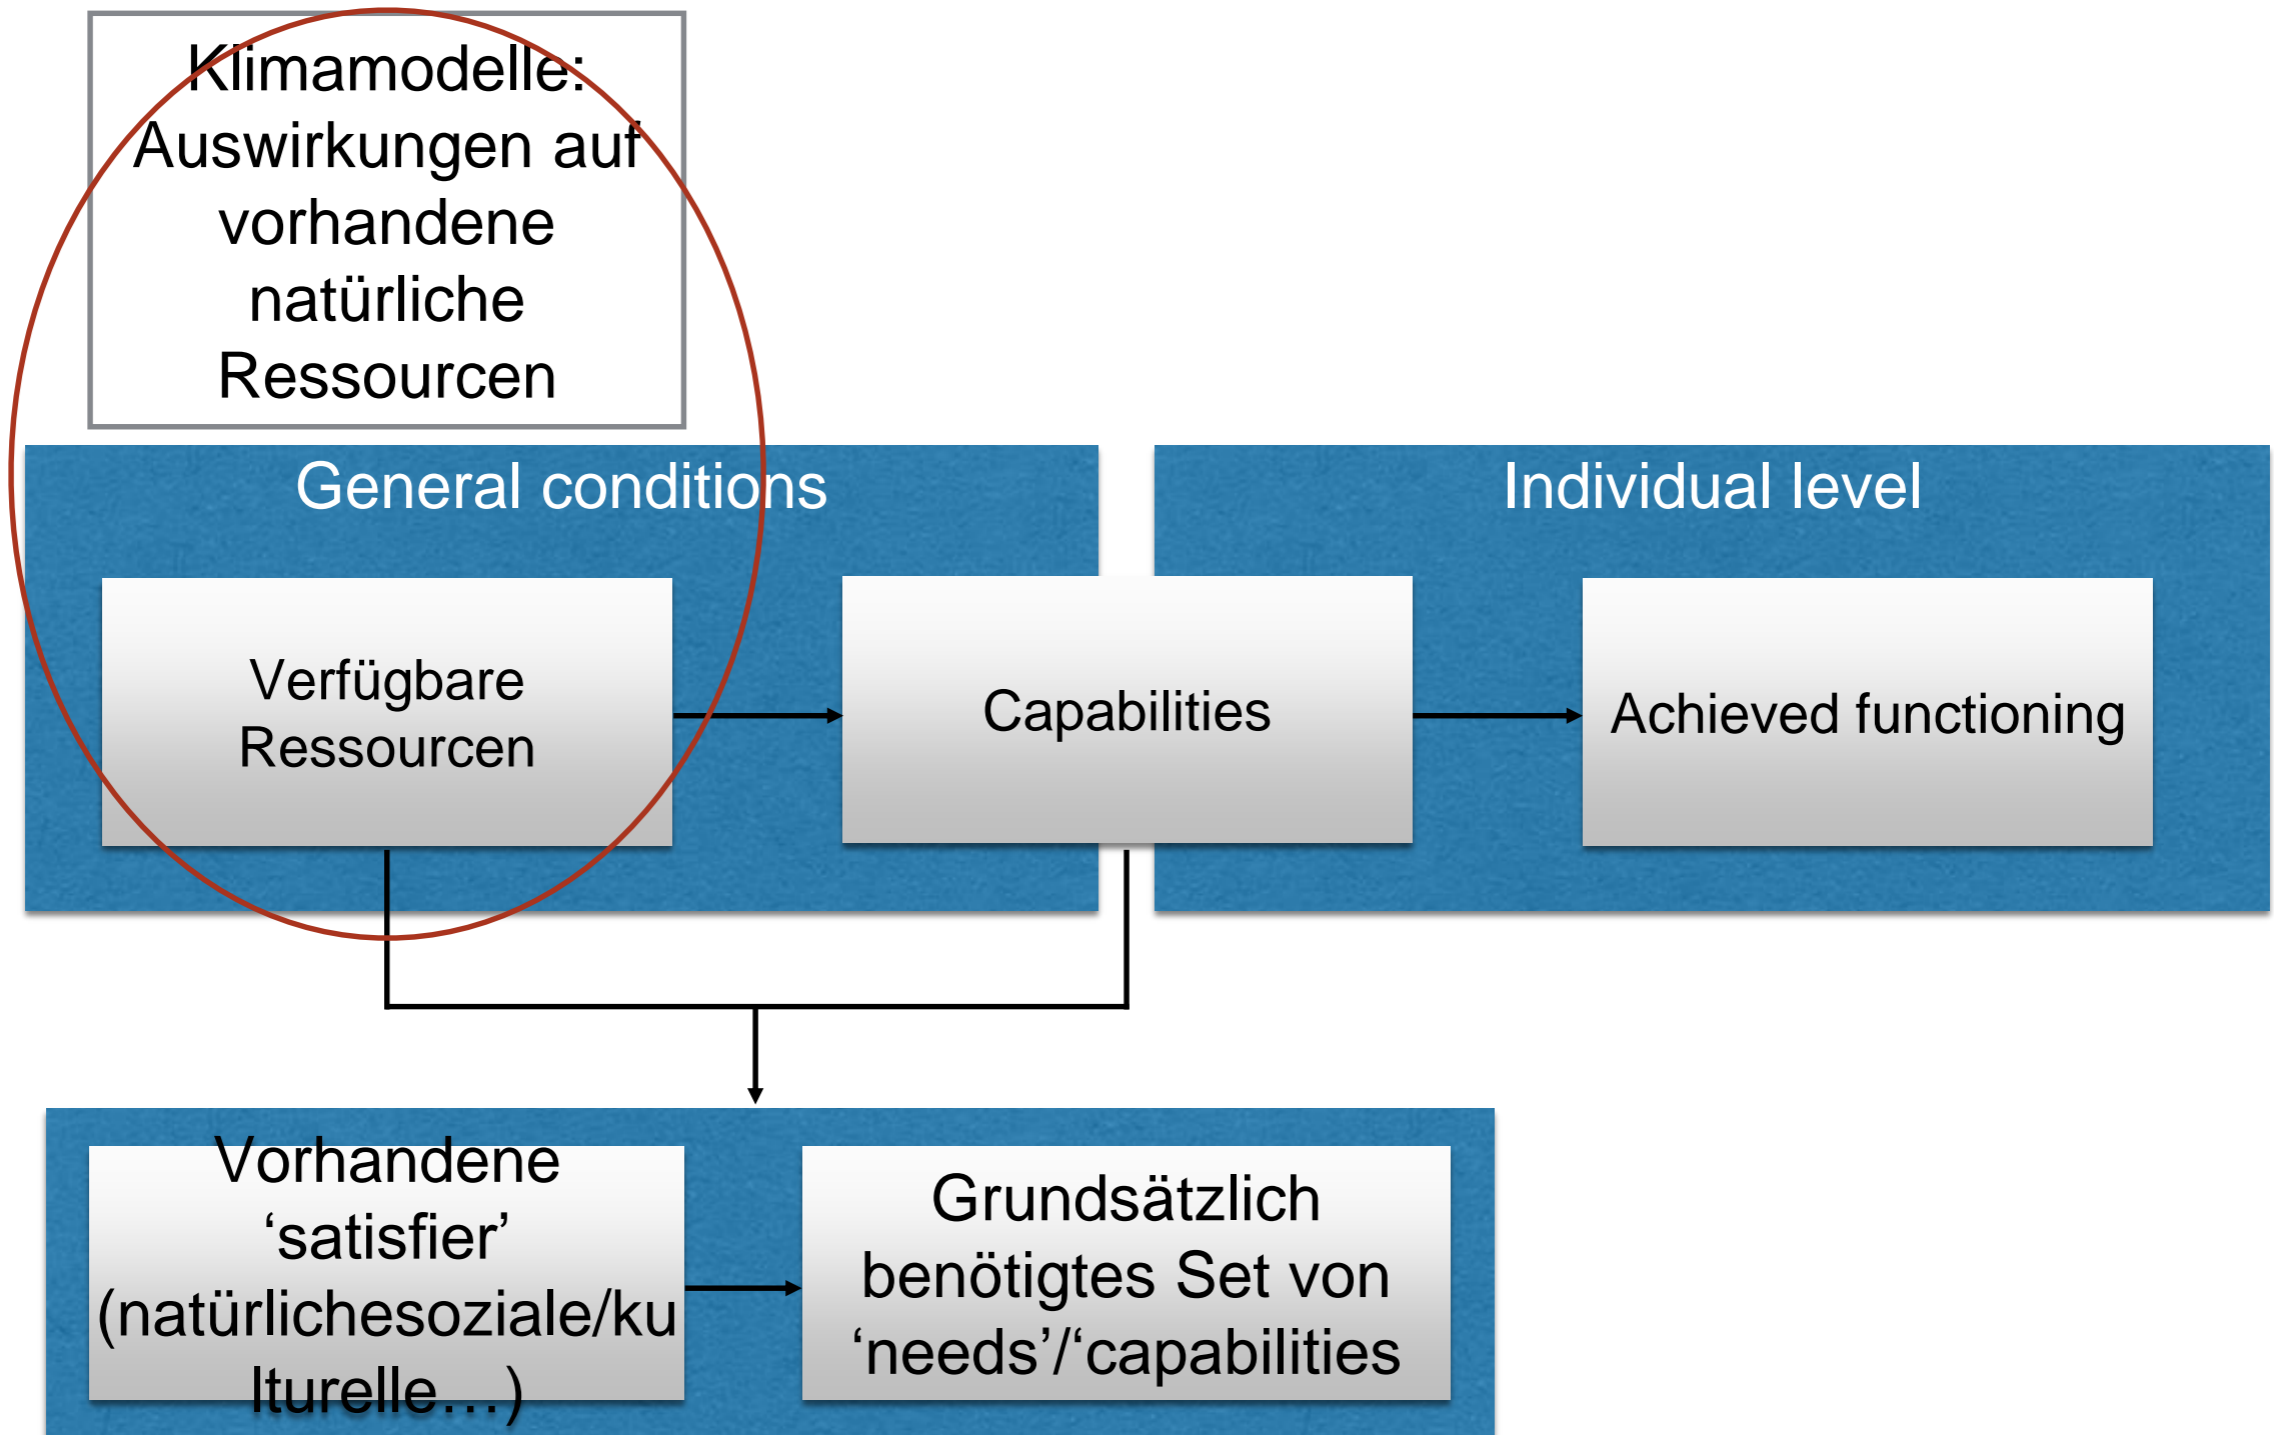 Klimamodelle:
Auswirkungen auf
vorhandene
natürliche
Ressourcen
General conditions
Individual level
Verfügbare
Ressourcen
Capabilities
Achieved functioning
Vorhandene
‘satisfier’
(natürlichesoziale/ku
lturelle…)
Grundsätzlich
benötigtes Set von
‘needs’/‘capabilities